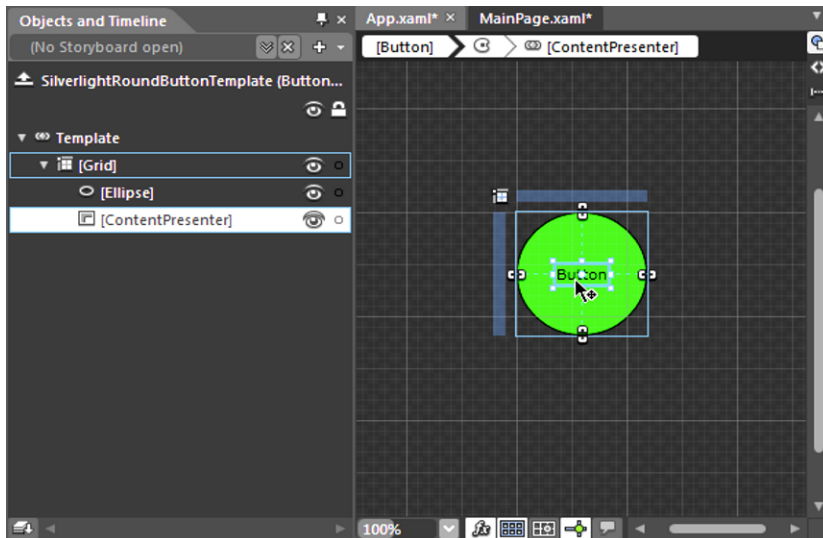 Objects and Timeline
(No Storyboard open)
SilverlightRoundButtonTemplate (Button...
Template
[Grid]
[Ellipse]
[ContentPresenter]
App.xaml* MainPage.xaml*
[Button] [ContentPresenter]
Button
100% fx